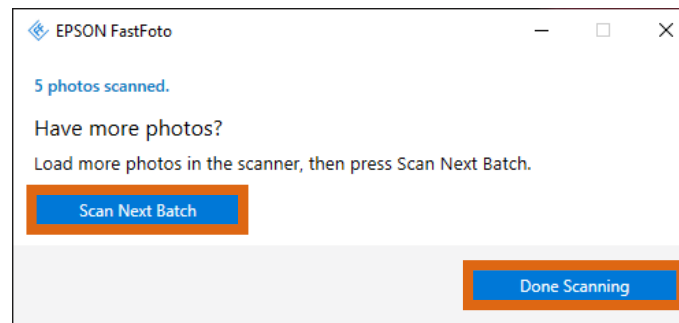 EPSON FastFoto
5 photos scanned.
Have more photos?
Load more photos in the scanner, then press Scan Next Batch.
Scan Next Batch
Done Scanning